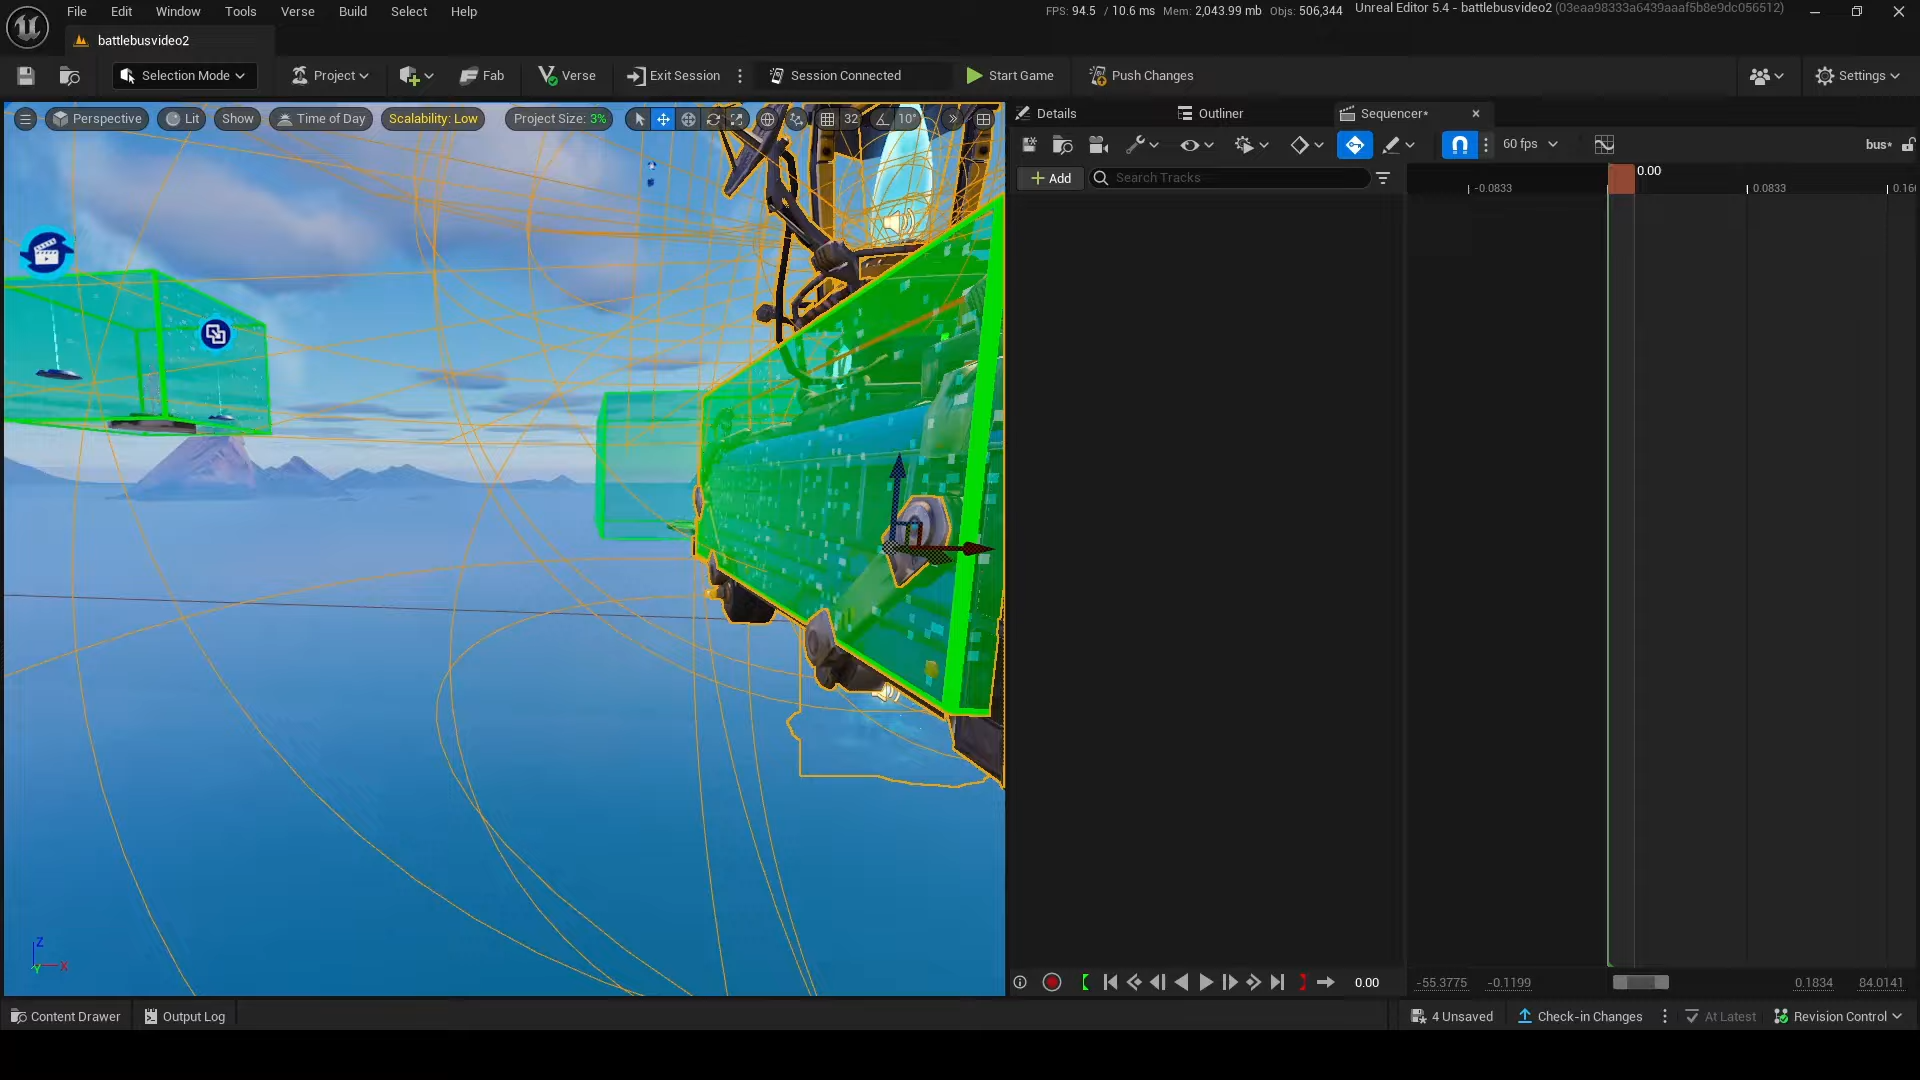 File Edit Window Tools Verse Build Select Help
FPS: 94.5 / 10.6 ms Mem: 2,043.99 mb Objs: 506,344 Unreal Editor 5.4 - battlebusvideo2 (03eaa98333a6439aaaf5b8e9dc056512)
battlebusvideo2
Selection Mode Project Fab Verse Exit Session Session Connected Start Game Push Changes Settings
Perspective Lit Show Time of Day Scalability: Low Project Size: 3% 32 10°
Details Outliner Sequencer*
60 fps bus*
Add Search Tracks
0.00
-0.0833 0.0833 0.16
Z
Y X
0.00 -55.3775 -0.1199 0.1834 84.0141
Content Drawer Output Log 4 Unsaved Check-in Changes At Latest Revision Control